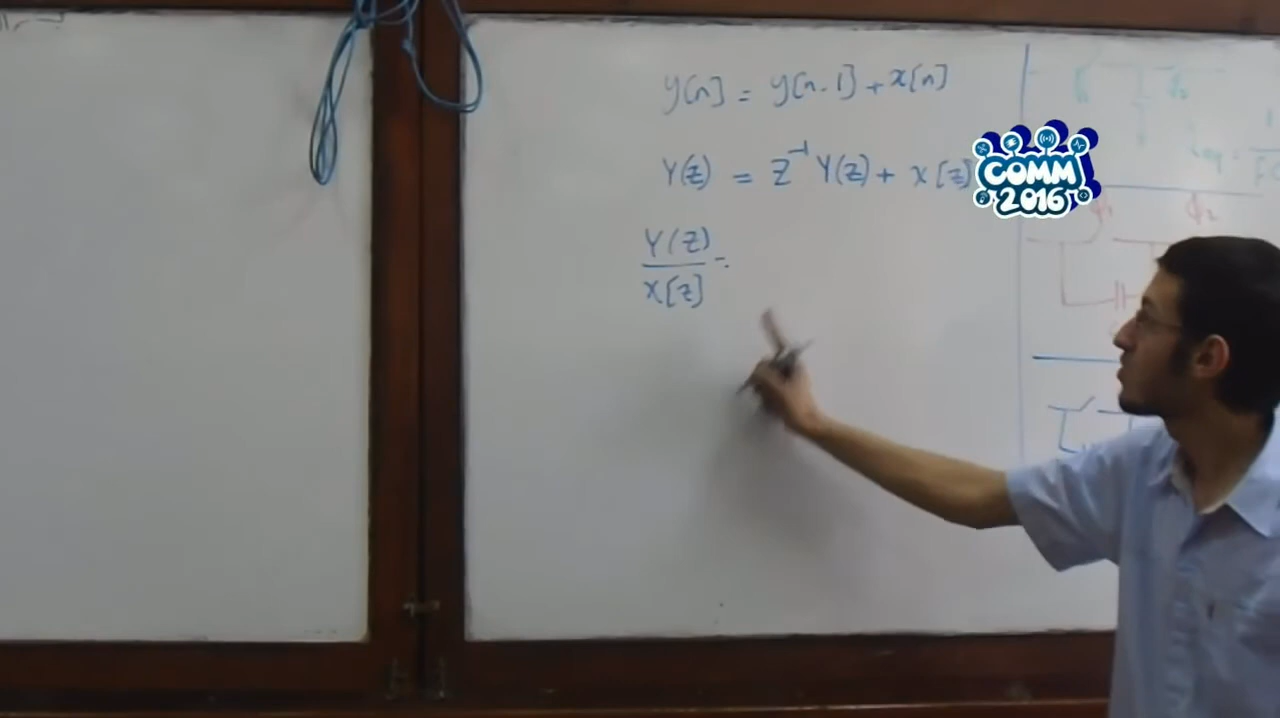 y[n] = y[n-1] + x[n]
Y(z) = z⁻¹ Y(z) + X[z]
COMM
2016
Y(z)
X[z]
=